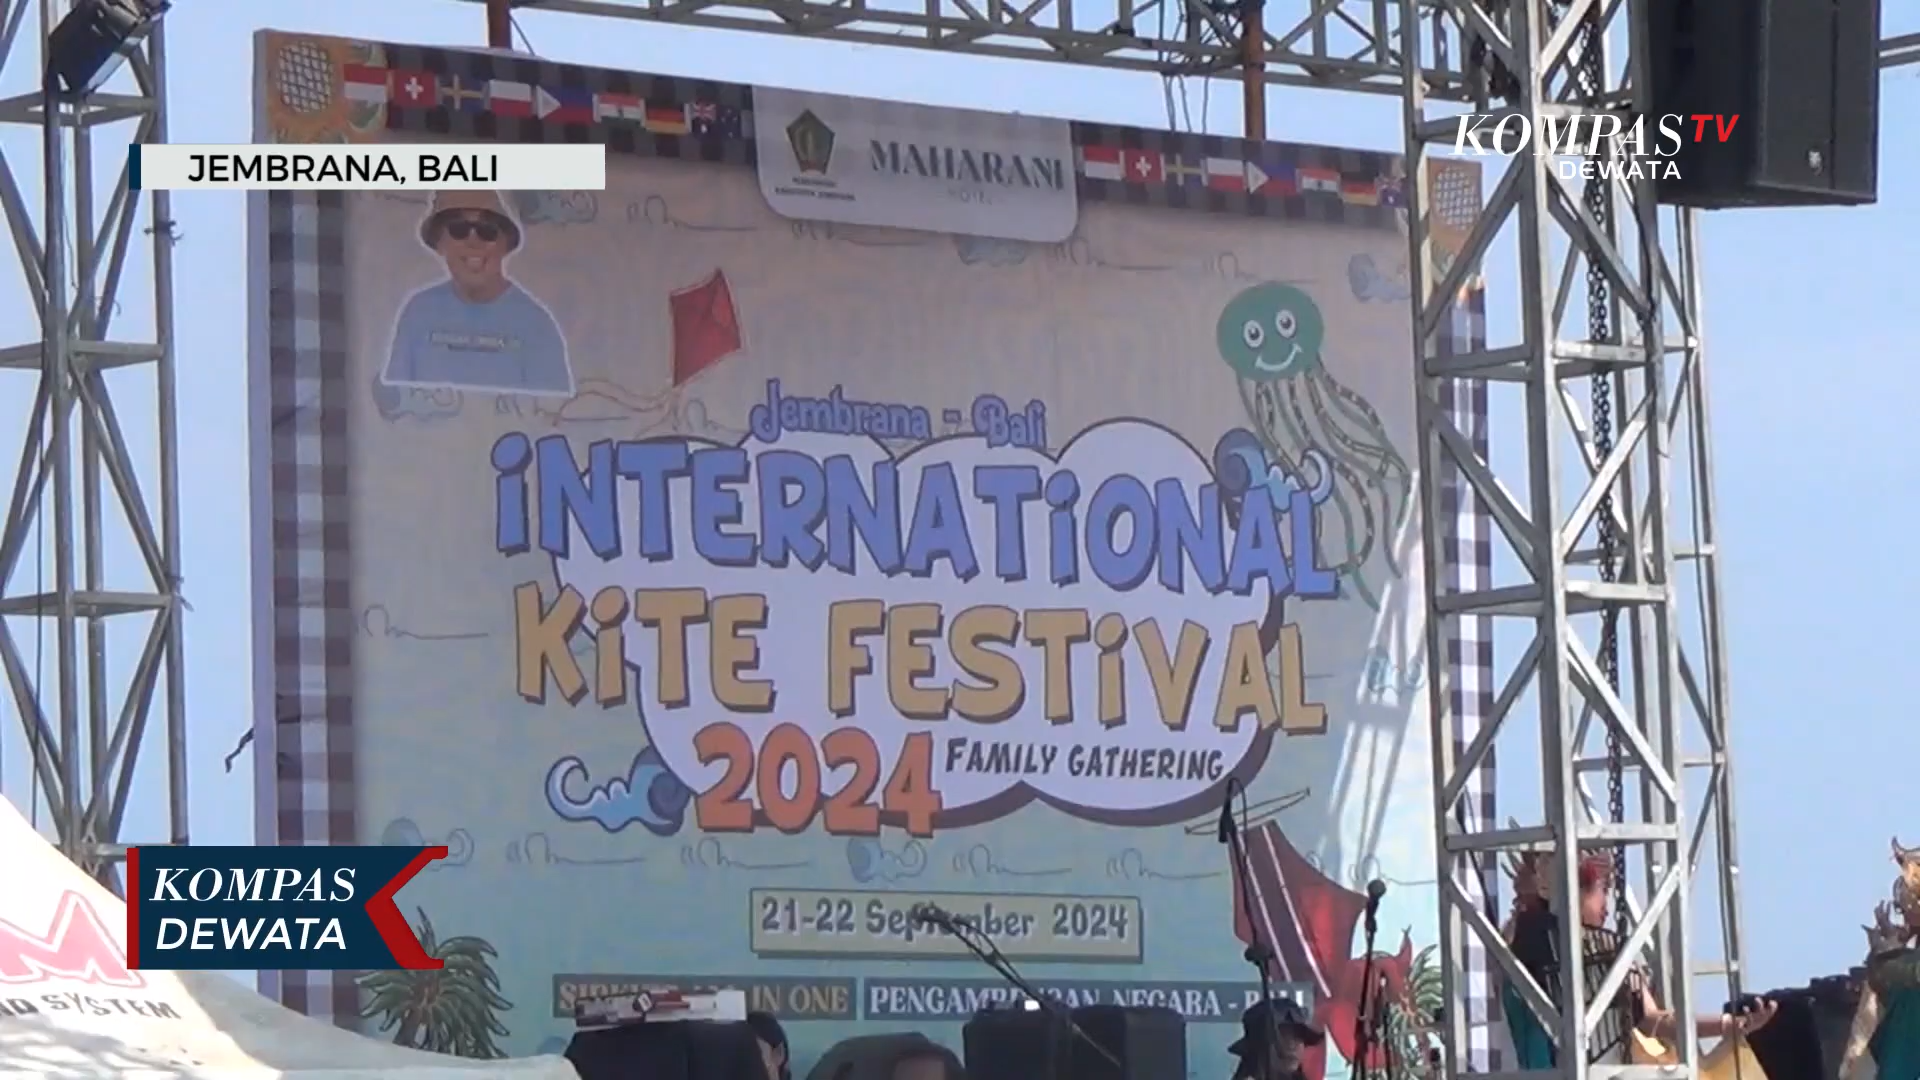 JEMBRANA, BALI
KOMPAS TV
DEWATA
MAHARANI
HOTEL
Jembrana - Bali
INTERNATIONAL
KITE FESTIVAL
2024 FAMILY GATHERING
21-22 September 2024
IN ONE PENGAMBENGAN, NEGARA - BALI
KOMPAS
DEWATA
SYSTEM